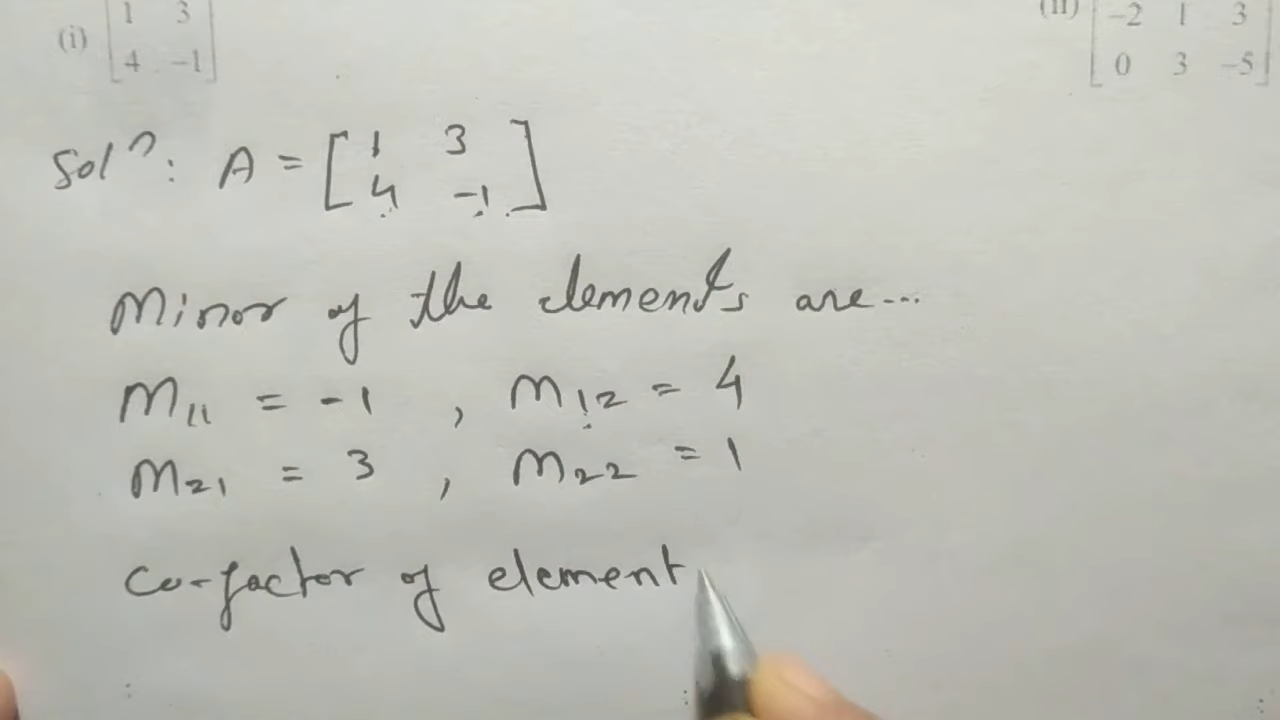 (i) [1 3
4 -1]
(ii) [-2 1 3
0 3 -5]
Solⁿ: A = [1 3
4 -1]
Minor of the elements are...
M₁₁ = -1 , M₁₂ = 4
M₂₁ = 3 , M₂₂ = 1
Co-factor of element